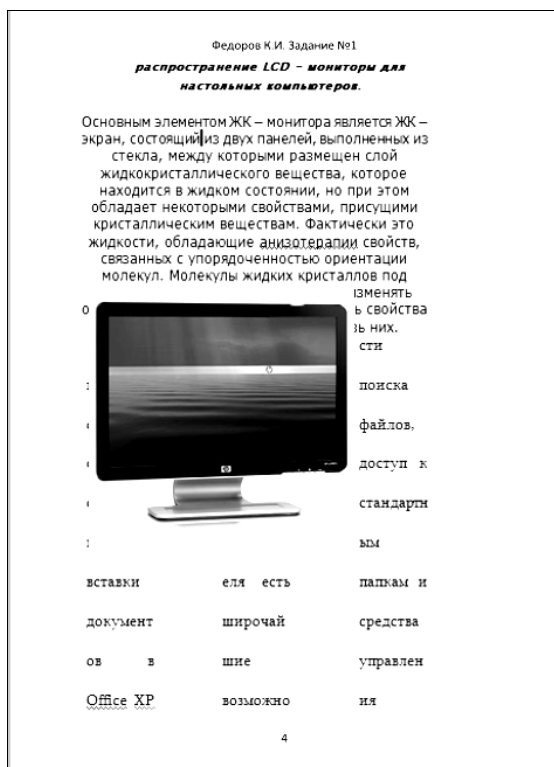 Федоров К.И. Задание №1
распространение LCD – мониторы для
настольных компьютеров.
Основным элементом ЖК – монитора является ЖК –
экран, состоящий из двух панелей, выполненных из
стекла, между которыми размещен слой
жидкокристаллического вещества, которое
находится в жидком состоянии, но при этом
обладает некоторыми свойствами, присущими
кристаллическим веществам. Фактически это
жидкости, обладающие анизотерапии свойств,
связанных с упорядоченностью ориентации
молекул. Молекулы жидких кристаллов под
изменять
о ь свойства
зь них.
сти
поиска
файлов,
доступ к
стандартн
ым
вставки еля есть папкам и
документ широчай средства
ов в шие управлен
Office XP возможно ия
hp
4